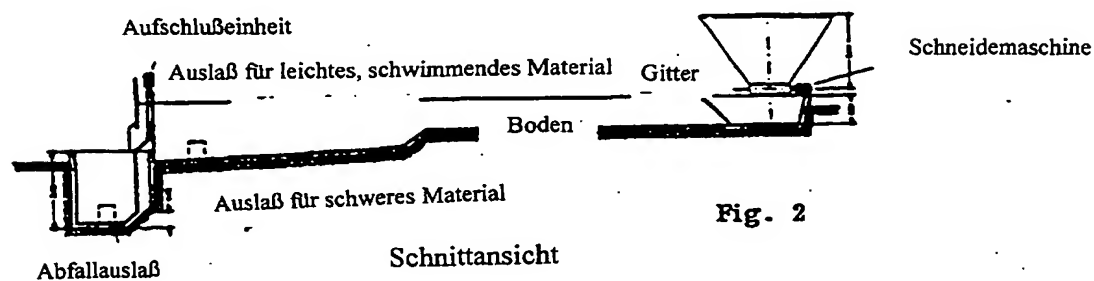 Aufschlußeinheit
Schneidemaschine
Auslaß für leichtes, schwimmendes Material
Gitter
Boden
Auslaß für schweres Material
Fig. 2
Schnittansicht
Abfallauslaß